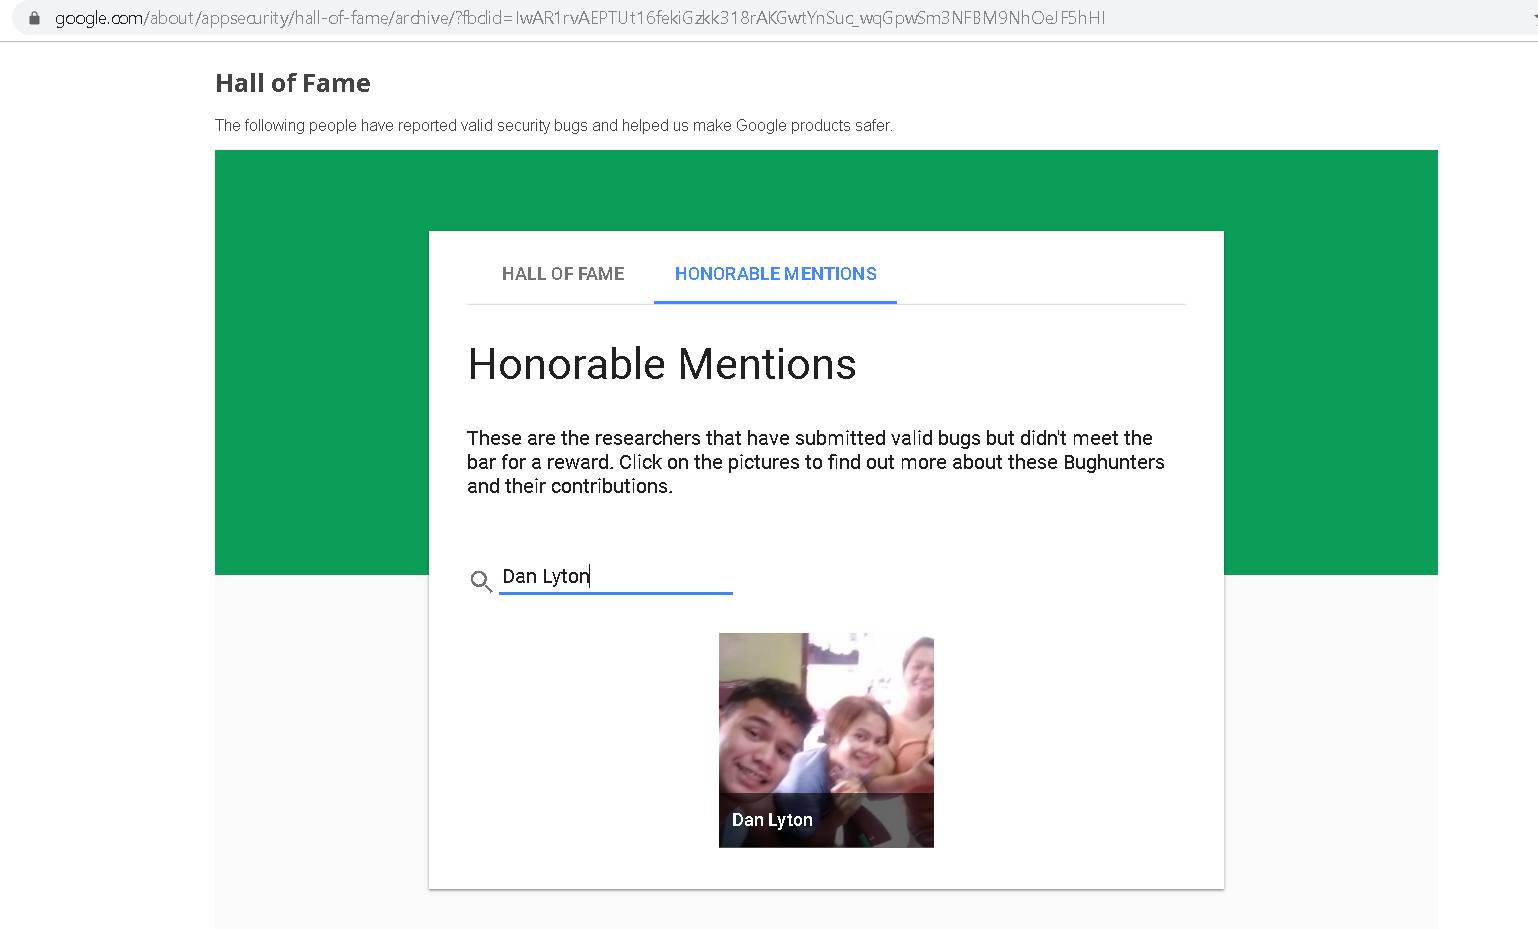 google.com/about/appsecurity/hall-of-fame/archive/?fbclid=IwAR1rvAEPTUt16fekiGzkk318rAKGwtYnSuc_wqGpwSm3NFBM9NhOeJF5hHI
Hall of Fame
The following people have reported valid security bugs and helped us make Google products safer.
HALL OF FAME
HONORABLE MENTIONS
Honorable Mentions
These are the researchers that have submitted valid bugs but didn't meet the
bar for a reward. Click on the pictures to find out more about these Bughunters
and their contributions.
Dan Lyton
Dan Lyton